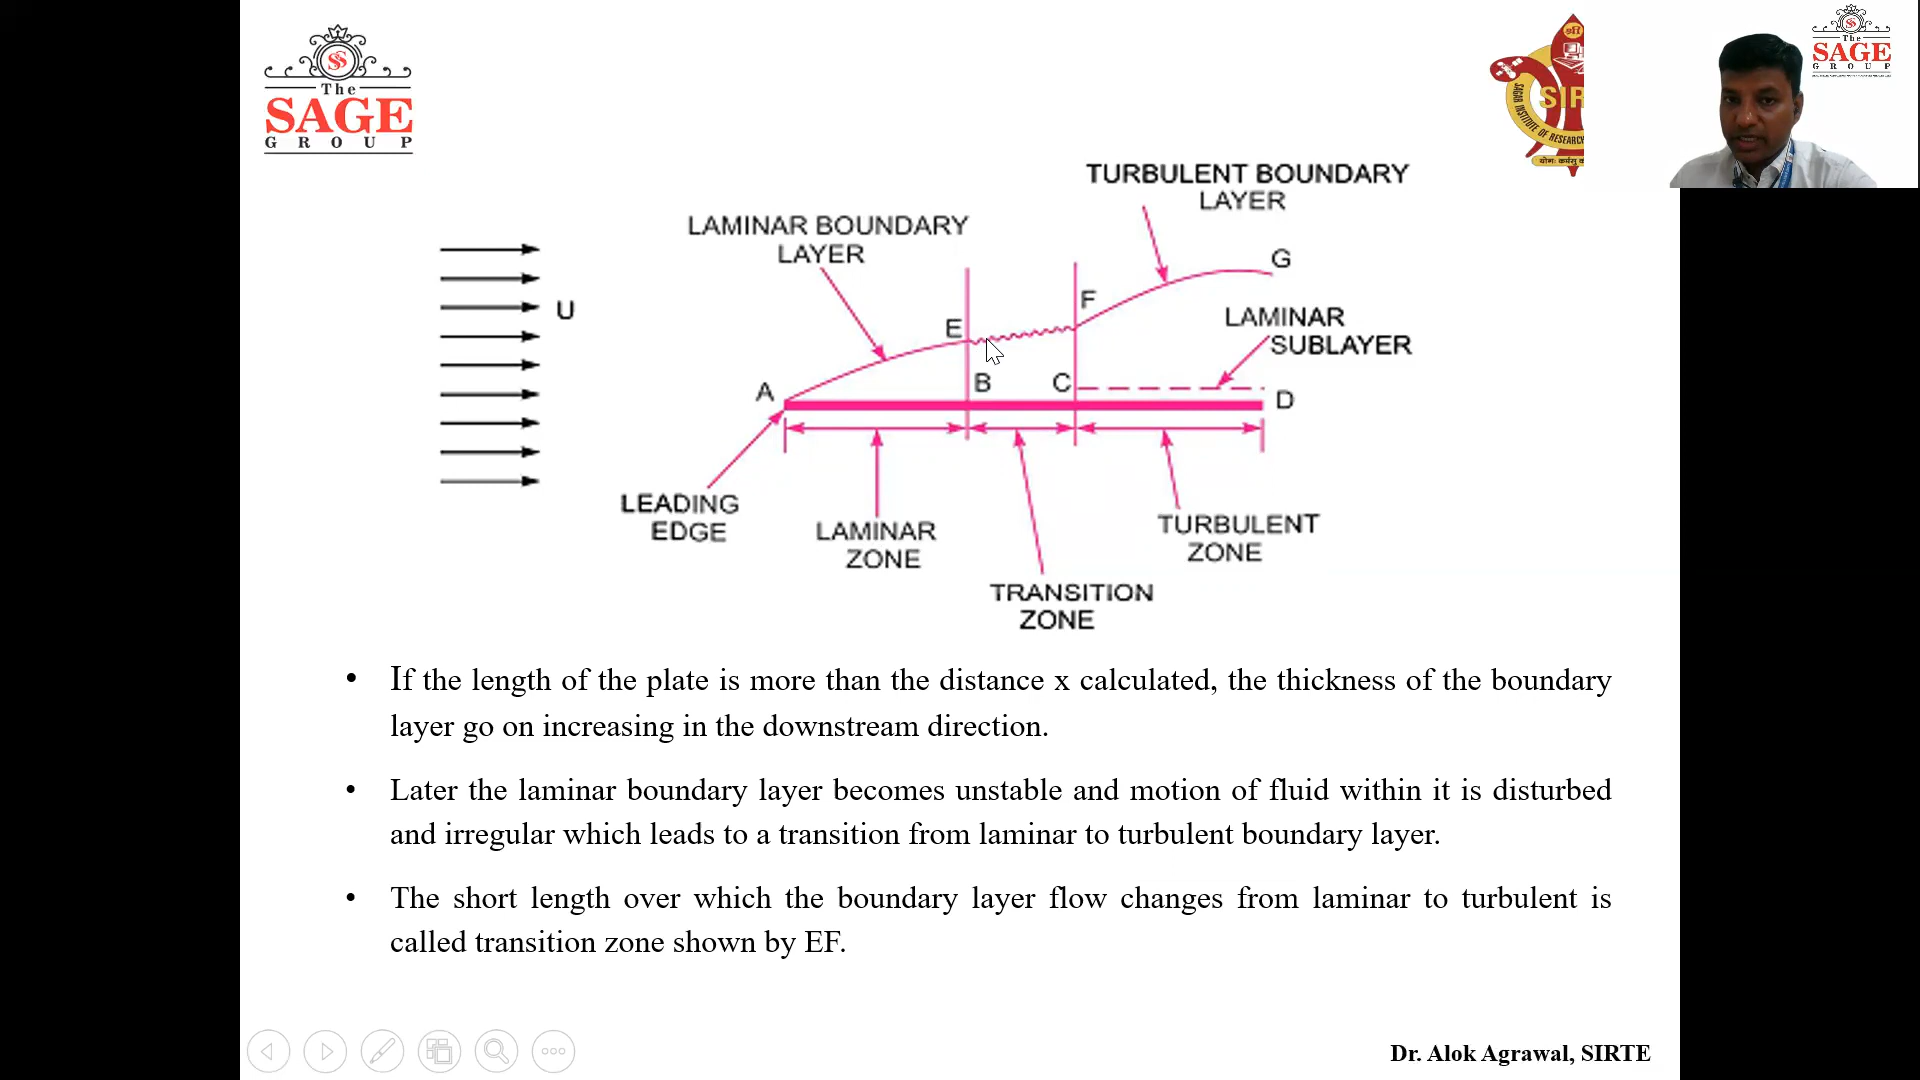 The
SAGE
GROUP
SAGAR INSTITUTE OF RESEARCH
श्री
SIR
The
SAGE
GROUP
TURBULENT BOUNDARY
LAYER
LAMINAR BOUNDARY
LAYER
G
U
F
E
LAMINAR
SUBLAYER
A
B
C
D
LEADING
EDGE
LAMINAR
ZONE
TURBULENT
ZONE
TRANSITION
ZONE
• If the length of the plate is more than the distance x calculated, the thickness of the boundary
layer go on increasing in the downstream direction.
• Later the laminar boundary layer becomes unstable and motion of fluid within it is disturbed
and irregular which leads to a transition from laminar to turbulent boundary layer.
• The short length over which the boundary layer flow changes from laminar to turbulent is
called transition zone shown by EF.
Dr. Alok Agrawal, SIRTE